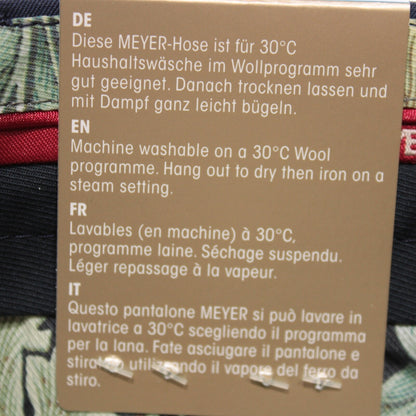 DE
Diese MEYER-Hose ist für 30°C
Haushaltswäsche im Wollprogramm sehr
gut geeignet. Danach trocknen lassen und
mit Dampf ganz leicht bügeln.
EN
Machine washable on a 30°C Wool
programme. Hang out to dry then iron on a
steam setting.
FR
Lavables (en machine) à 30°C,
programme laine. Séchage suspendu.
Léger repassage à la vapeur.
IT
Questo pantalone MEYER si può lavare in
lavatrice a 30°C scegliendo il programma
per la lana. Fate asciugare il pantalone e
stiratelo utilizzando il vapore del ferro da
stiro.